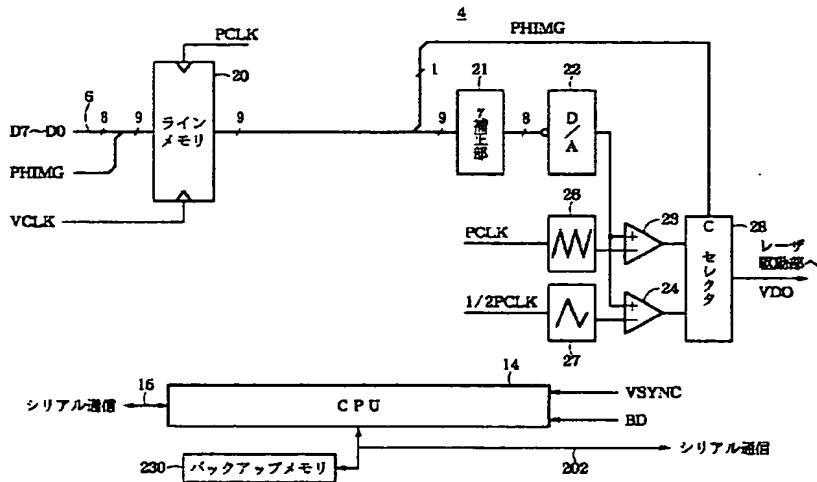 4
PCLK
PHIMG
20
1
21
22
6
8
9
D7〜D0
ライン
メモリ
9
9
γ補正部
8
D/A
PHIMG
VCLK
26
23
C
28
PCLK
セレクタ
レーザ
駆動部へ
VDO
24
1/2PCLK
27
14
16
シリアル通信
CPU
VSYNC
BD
シリアル通信
230
バックアップメモリ
202